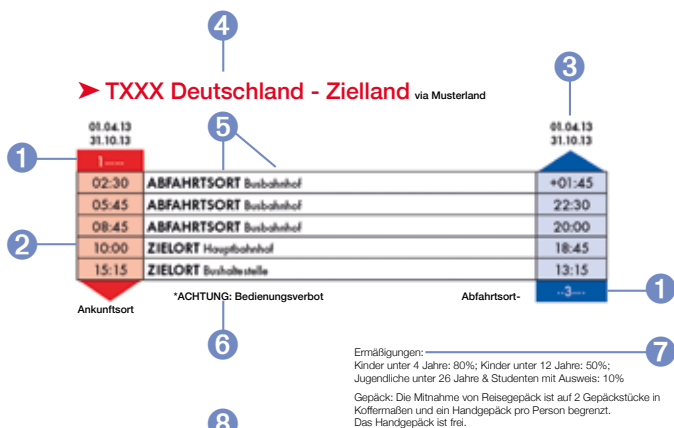 4
3
➤ TXXX Deutschland - Zielland via Musterland
01.04.13 01.04.13
31.10.13 31.10.13
5
1 1----
02:30 ABFAHRTSORT Busbahnhof +01:45
05:45 ABFAHRTSORT Busbahnhof 22:30
08:45 ABFAHRTSORT Busbahnhof 20:00
2 10:00 ZIELORT Hauptbahnhof 18:45
15:15 ZIELORT Bushaltestelle 13:15
--3---- 1
Ankunftsort *ACHTUNG: Bedienungsverbot Abfahrtsort-
6
Ermäßigungen: 7
Kinder unter 4 Jahre: 80%; Kinder unter 12 Jahre: 50%;
Jugendliche unter 26 Jahre & Studenten mit Ausweis: 10%
Gepäck: Die Mitnahme von Reisegepäck ist auf 2 Gepäckstücke in
Koffermaßen und ein Handgepäck pro Person begrenzt.
Das Handgepäck ist frei.
8